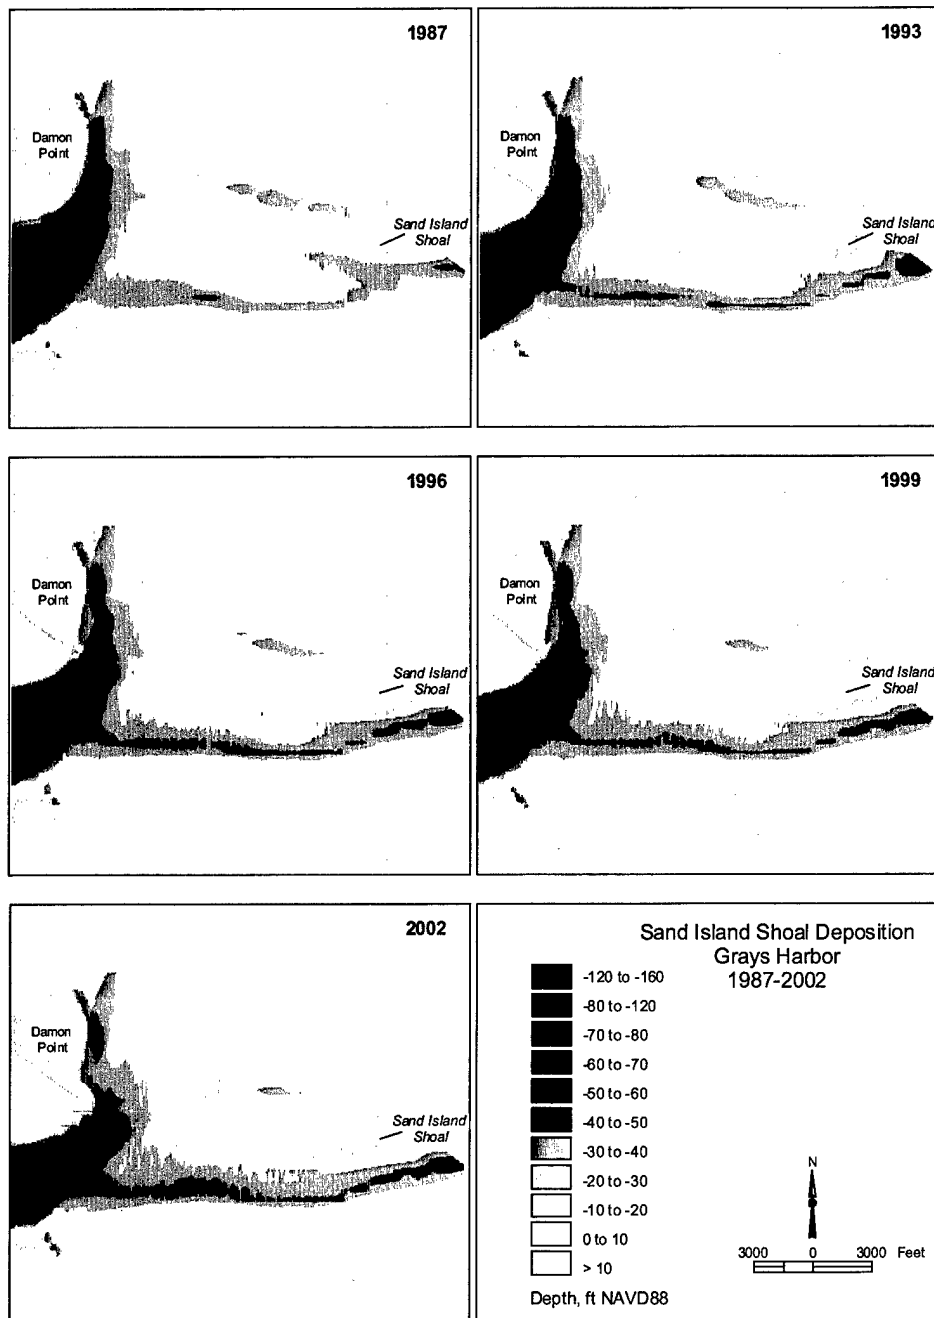 1987
Damon
Point
Sand Island
Shoal
1993
Damon
Point
Sand Island
Shoal
1996
Damon
Point
Sand Island
Shoal
1999
Damon
Point
Sand Island
Shoal
2002
Damon
Point
Sand Island
Shoal
Sand Island Shoal Deposition
Grays Harbor
1987-2002
-120 to -160
-80 to -120
-70 to -80
-60 to -70
-50 to -60
-40 to -50
-30 to -40
-20 to -30
-10 to -20
0 to 10
> 10
Depth, ft NAVD88
N
3000 0 3000 Feet